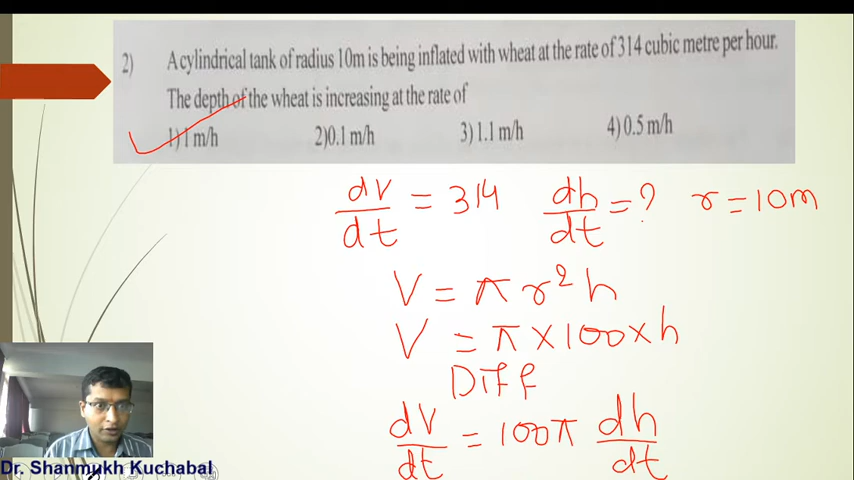 2) A cylindrical tank of radius 10m is being inflated with wheat at the rate of 314 cubic metre per hour.
The depth of the wheat is increasing at the rate of
1) 1 m/h 2)0.1 m/h 3) 1.1 m/h 4) 0.5 m/h
dV/dt = 314 dh/dt = ? r = 10m
V = π r² h
V = π × 100 × h
Diff
dV/dt = 100π dh/dt
Dr. Shanmukh Kuchabal